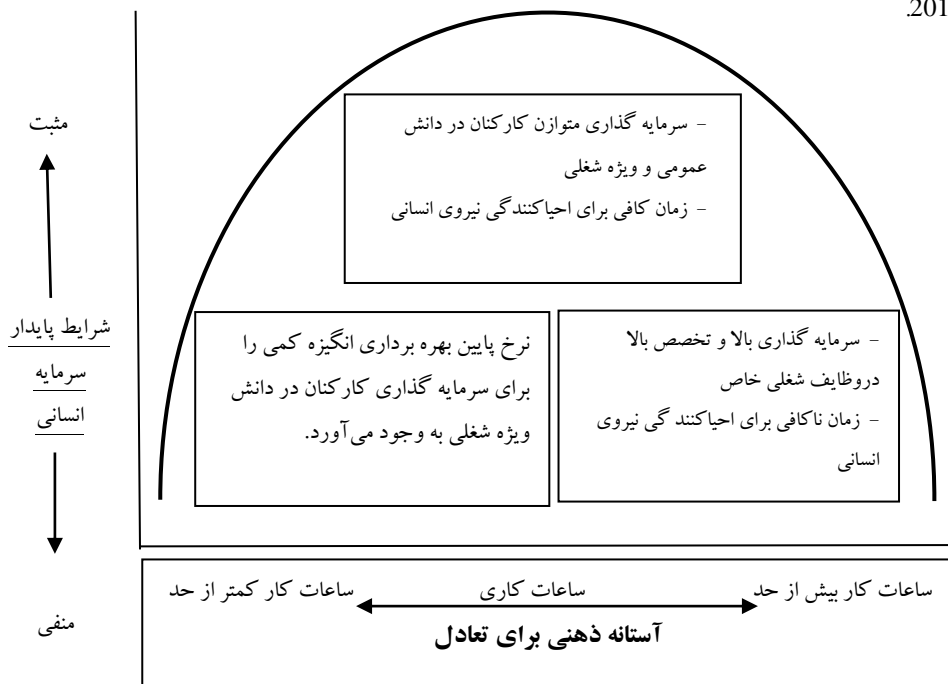 .201
مثبت
– سرمایه گذاری متوازن کارکنان در دانش
عمومی و ویژه شغلی
– زمان کافی برای احیاکنندگی نیروی انسانی
شرایط پایدار
سرمایه
انسانی
– سرمایه گذاری بالا و تخصص بالا
دروظایف شغلی خاص
– زمان ناکافی برای احیاکنند گی نیروی
انسانی
نرخ پایین بهره برداری انگیزه کمی را
برای سرمایه گذاری کارکنان در دانش
ویژه شغلی به وجود می‌آورد.
منفی
ساعات کار بیش از حد
ساعات کاری
ساعات کار کمتر از حد
آستانه ذهنی برای تعادل